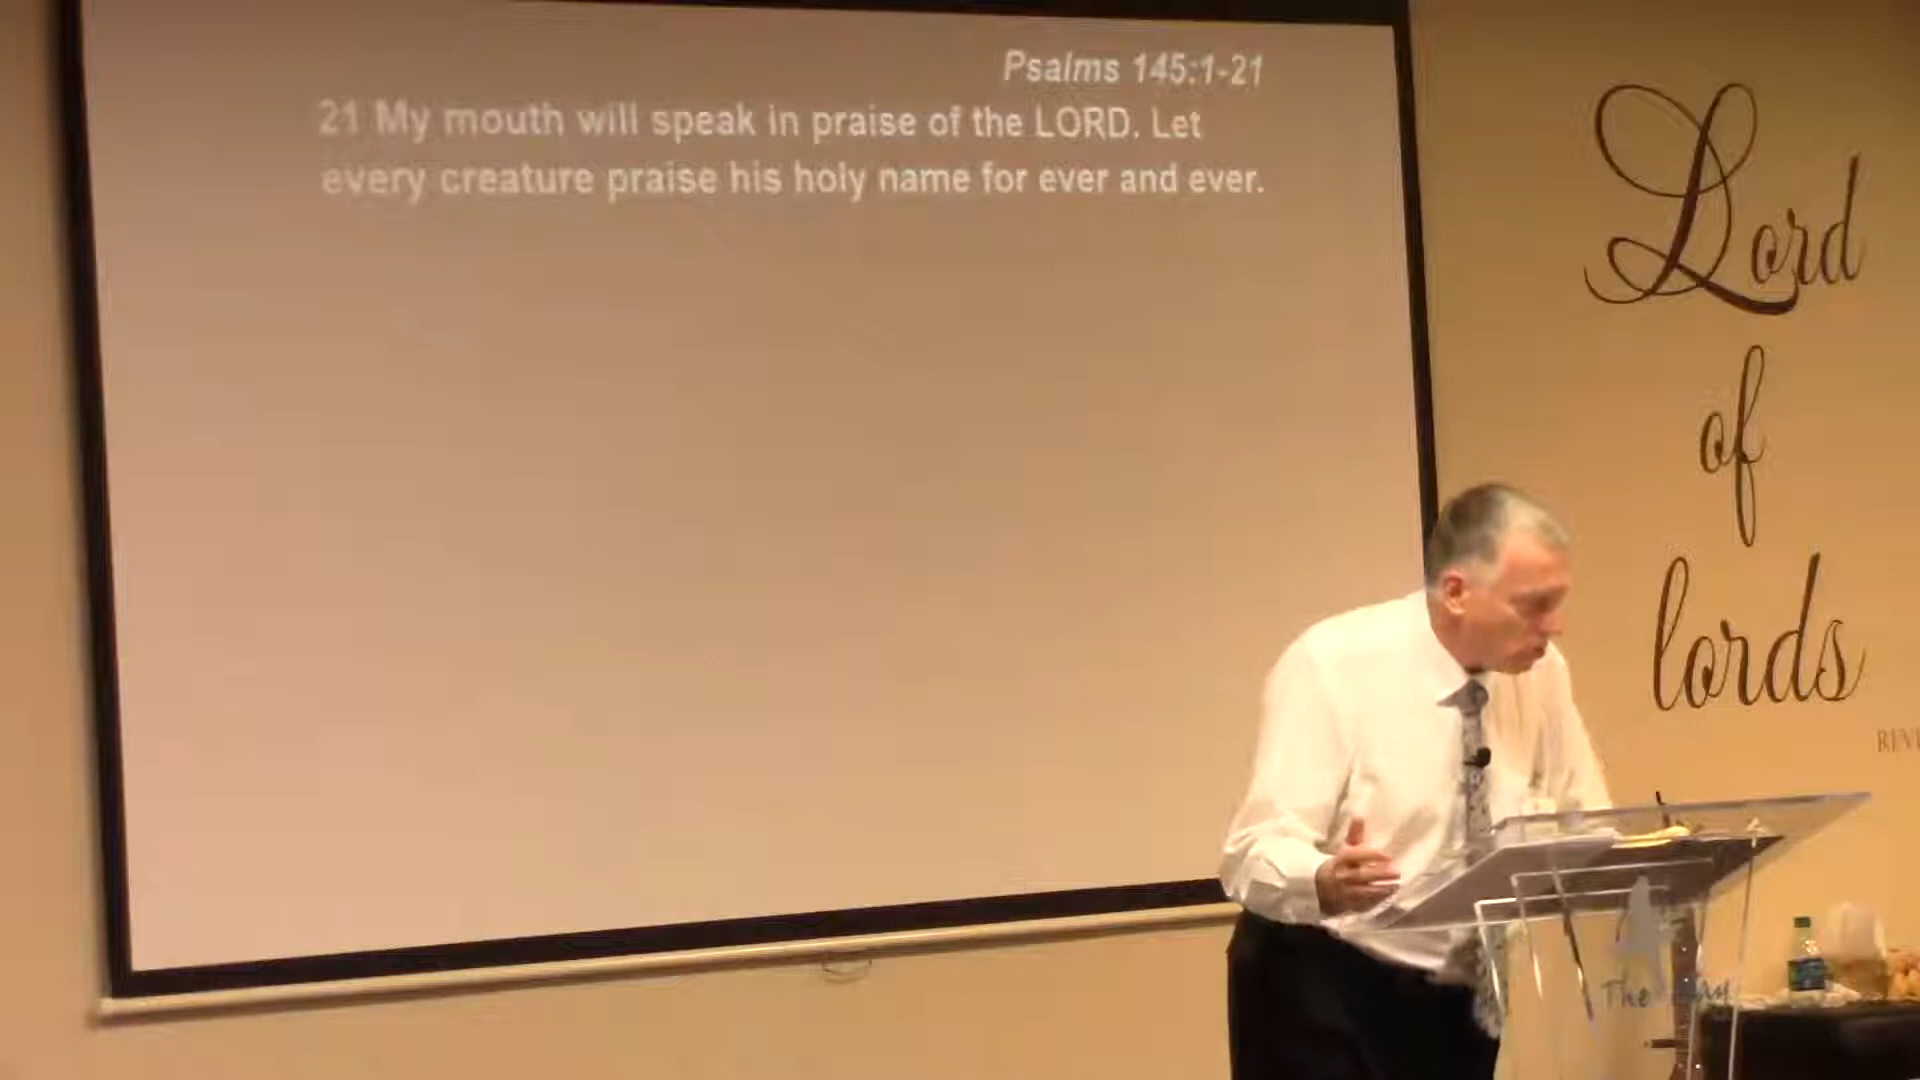 Psalms 145:1-21
21 My mouth will speak in praise of the LORD. Let
every creature praise his holy name for ever and ever.
Lord
of
lords
The